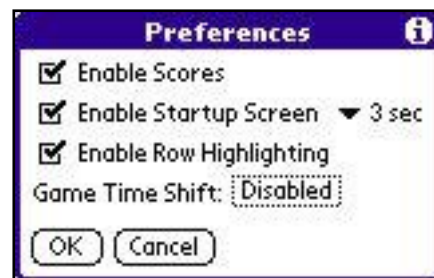 Preferences
Enable Scores
Enable Startup Screen 3 sec
Enable Row Highlighting
Game Time Shift: Disabled
OK Cancel